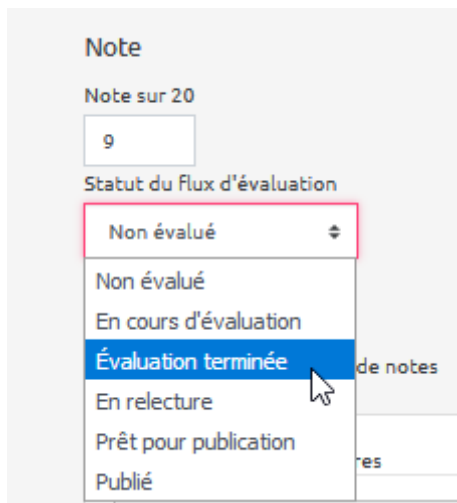 Note
Note sur 20
9
Statut du flux d'évaluation
Non évalué
Non évalué
En cours d'évaluation
Évaluation terminée
de notes
En relecture
Prêt pour publication
res
Publié